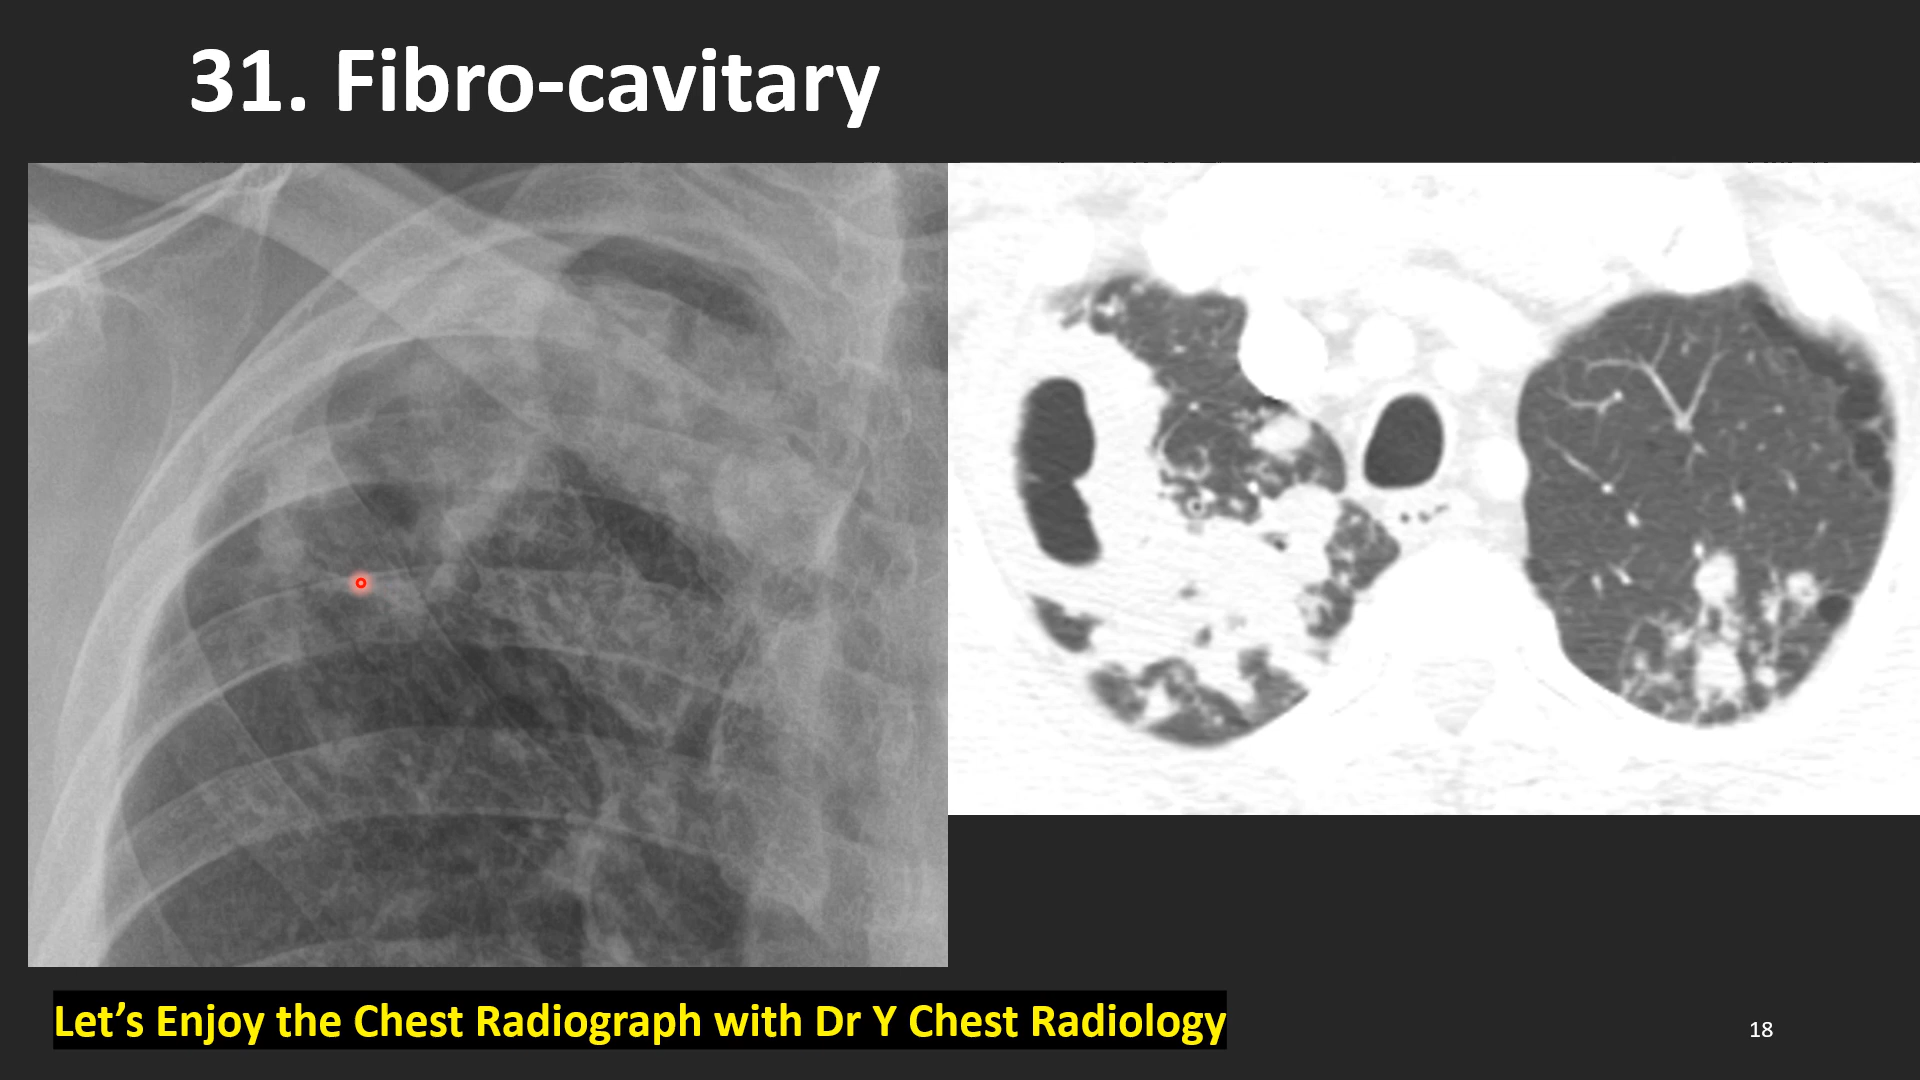 31. Fibro-cavitary
Let’s Enjoy the Chest Radiograph with Dr Y Chest Radiology
18